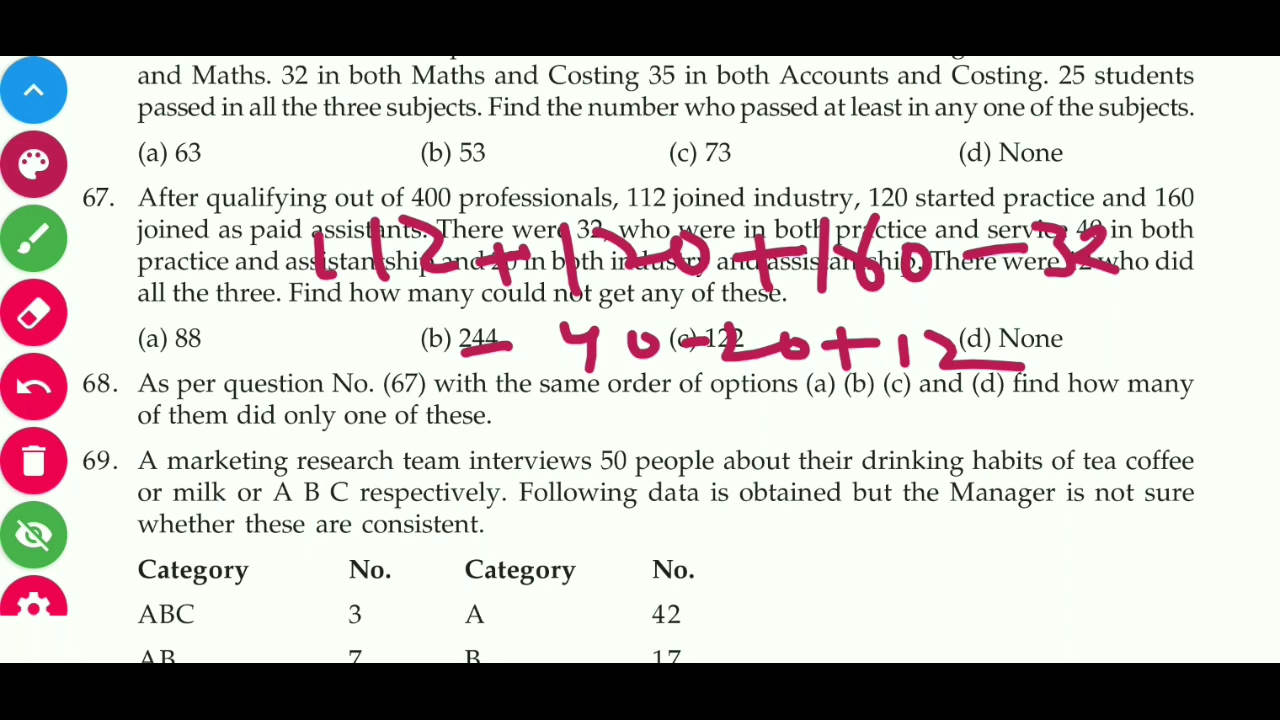 and Maths. 32 in both Maths and Costing 35 in both Accounts and Costing. 25 students
passed in all the three subjects. Find the number who passed at least in any one of the subjects.
(a) 63 (b) 53 (c) 73 (d) None
67. After qualifying out of 400 professionals, 112 joined industry, 120 started practice and 160
joined as paid assistants. There were 32, who were in both practice and service 40 in both
practice and assistantship and 20 in both industry and assistantship. There were 12 who did
112+120+160-32
all the three. Find how many could not get any of these.
(a) 88 (b) 244 (c) 122 (d) None
- 40-20+12
68. As per question No. (67) with the same order of options (a) (b) (c) and (d) find how many
of them did only one of these.
69. A marketing research team interviews 50 people about their drinking habits of tea coffee
or milk or A B C respectively. Following data is obtained but the Manager is not sure
whether these are consistent.
Category No. Category No.
ABC 3 A 42
AB 7 B 17